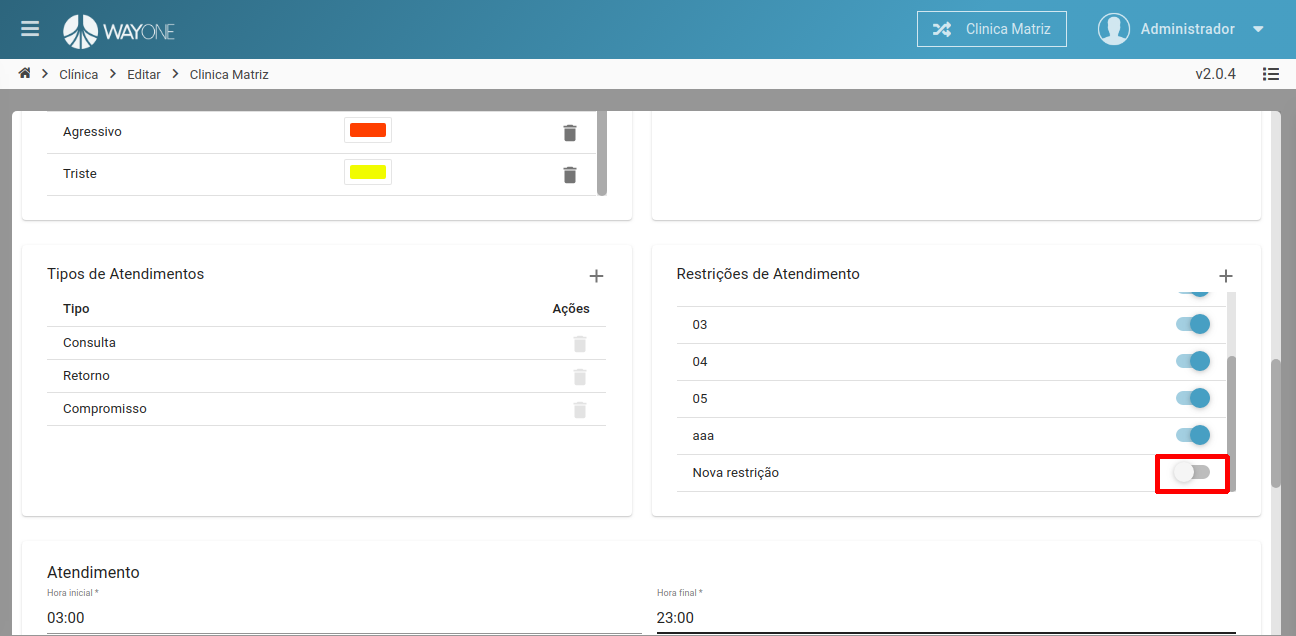 WAYONE
Clinica Matriz
Administrador
Clínica
Editar
Clinica Matriz
v2.0.4
Agressivo
Triste
Tipos de Atendimentos
Tipo
Ações
Consulta
Retorno
Compromisso
Restrições de Atendimento
03
04
05
aaa
Nova restrição
Atendimento
Hora inicial *
03:00
Hora final *
23:00